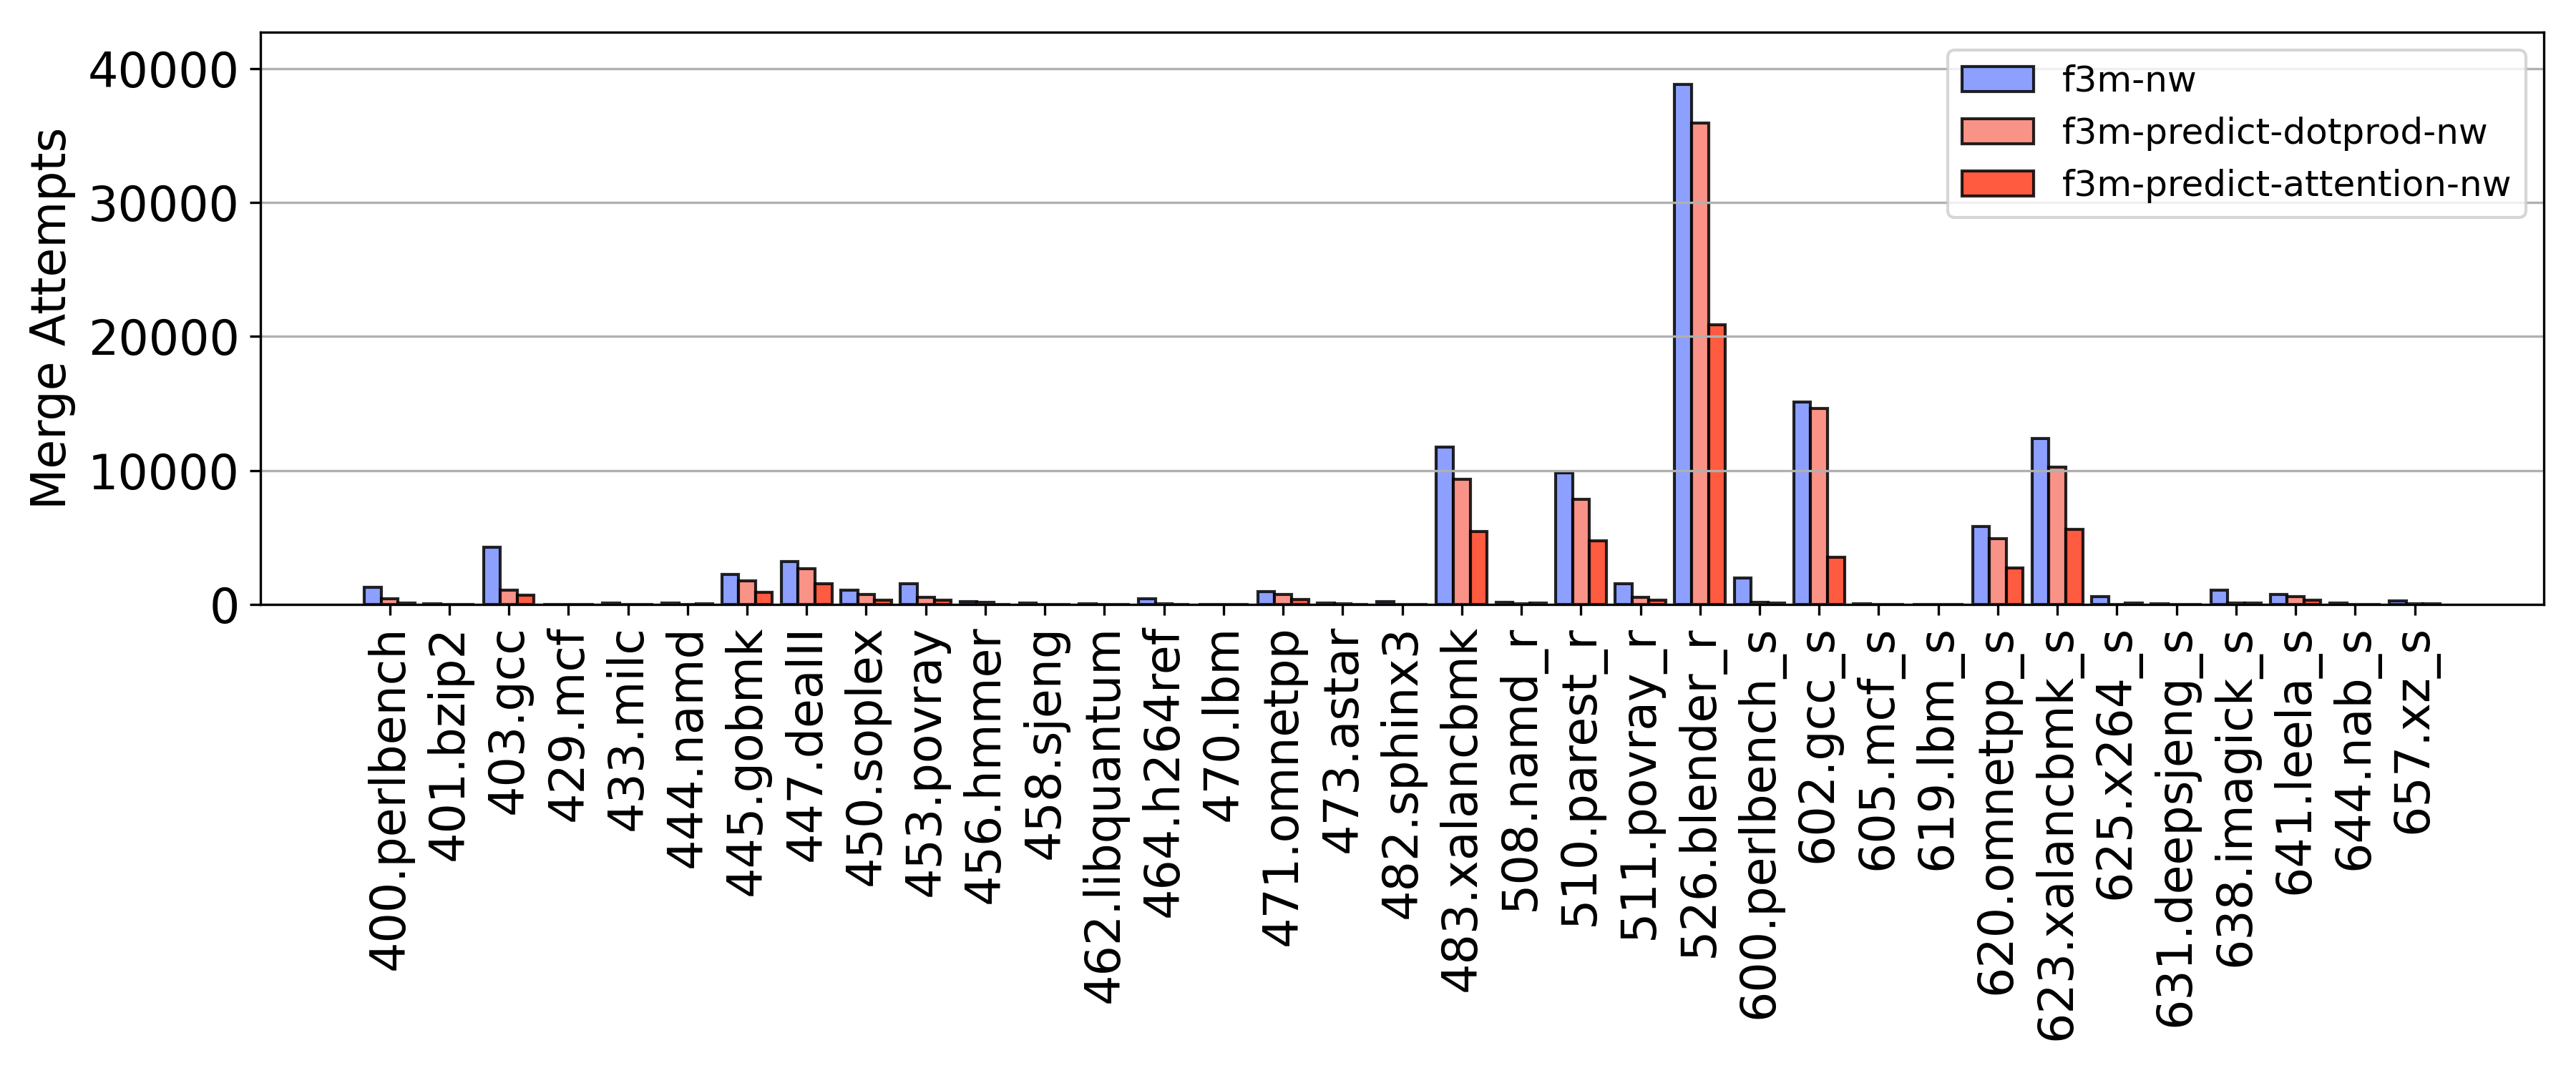 Merge Attempts
40000
30000
20000
10000
0
f3m-nw
f3m-predict-dotprod-nw
f3m-predict-attention-nw
400.perlbench
401.bzip2
403.gcc
429.mcf
433.milc
444.namd
445.gobmk
447.dealII
450.soplex
453.povray
456.hmmer
458.sjeng
462.libquantum
464.h264ref
470.lbm
471.omnetpp
473.astar
482.sphinx3
483.xalancbmk
508.namd_r
510.parest_r
511.povray_r
526.blender_r
600.perlbench_s
602.gcc_s
605.mcf_s
619.lbm_s
620.omnetpp_s
623.xalancbmk_s
625.x264_s
631.deepsjeng_s
638.imagick_s
641.leela_s
644.nab_s
657.xz_s